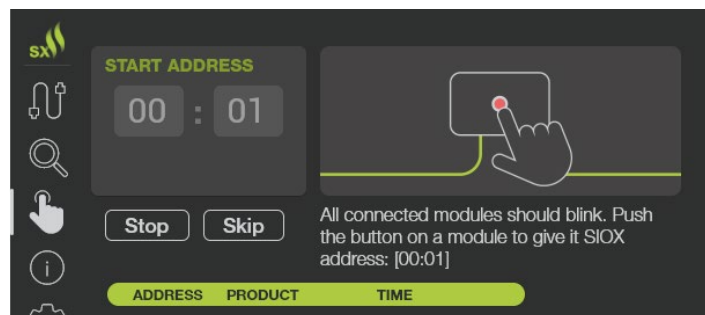 SX
START ADDRESS
00 : 01
Stop Skip
All connected modules should blink. Push
the button on a module to give it SIOX
address: [00:01]
ADDRESS PRODUCT TIME